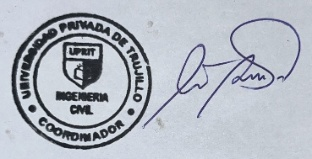 UNIVERSIDAD PRIVADA DE TRUJILLO
UPRIT
INGENIERIA
CIVIL
COORDINADOR